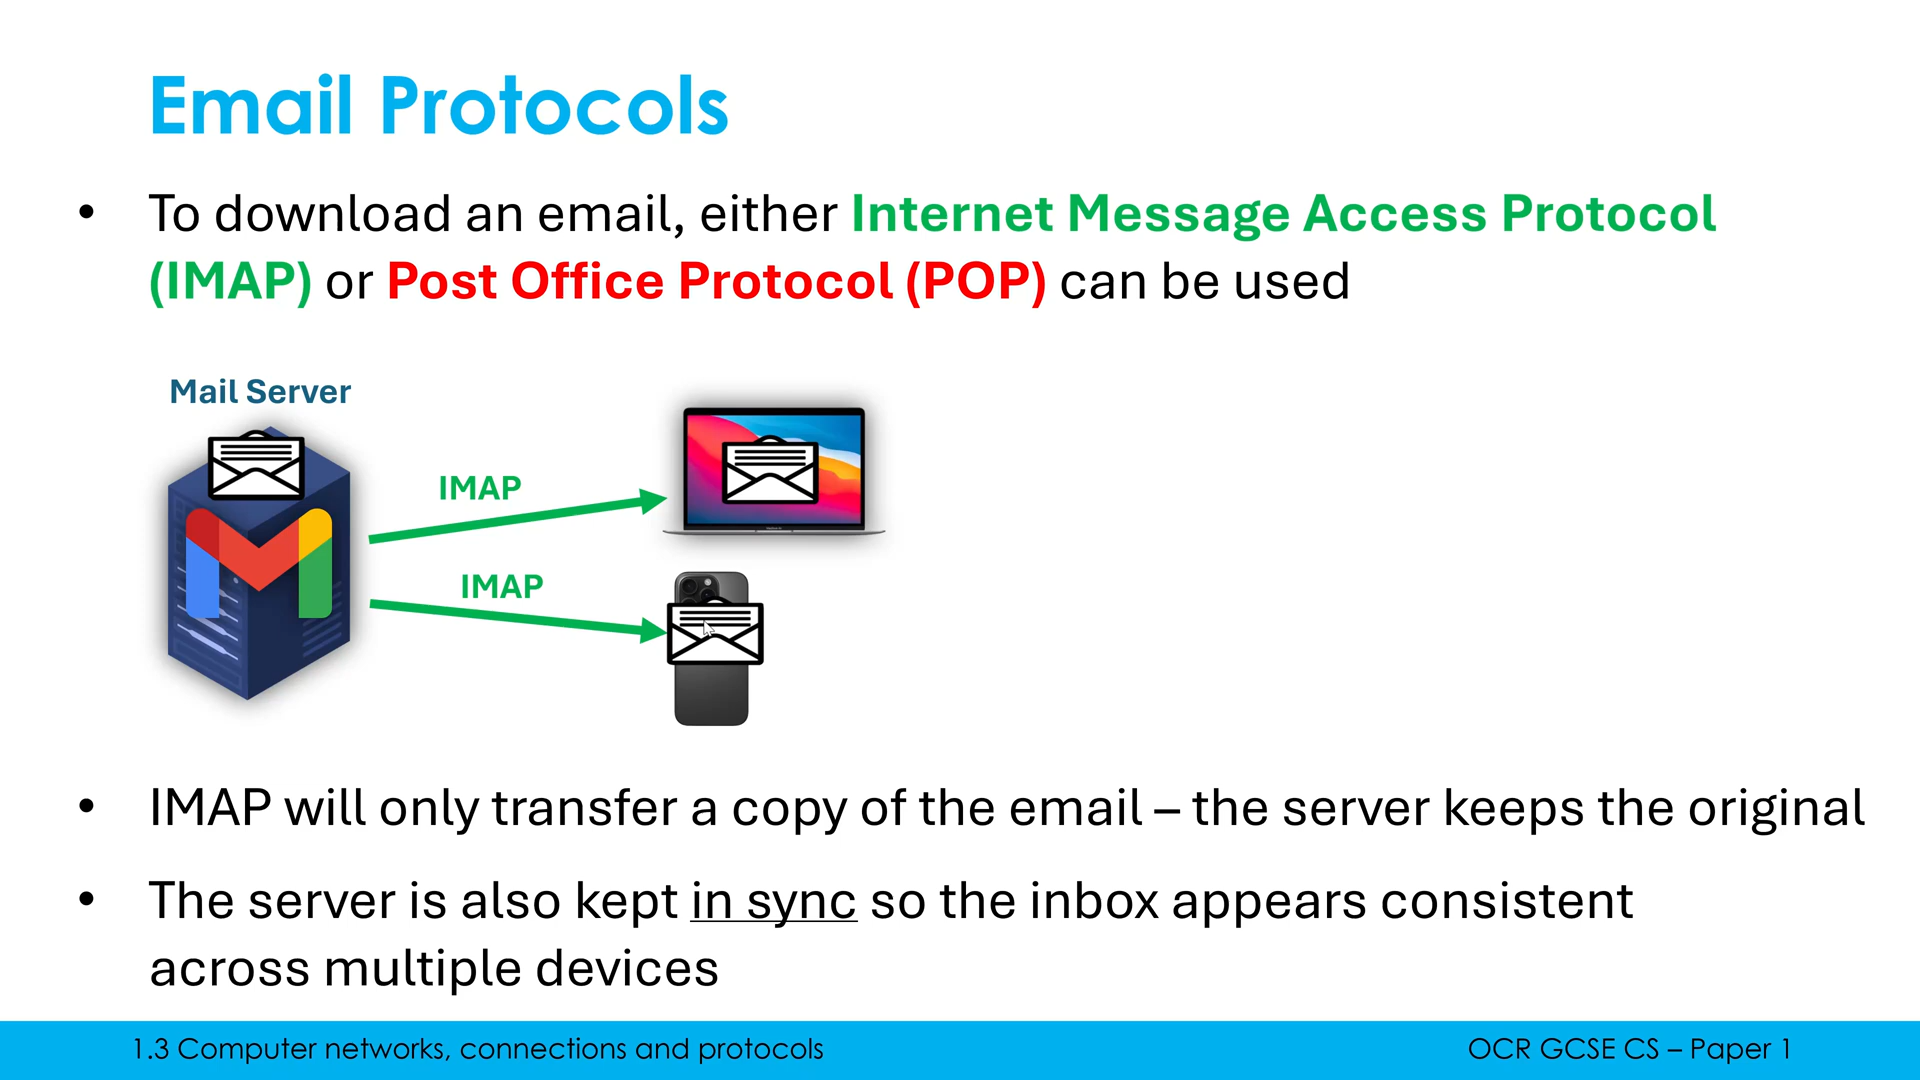 Email Protocols
• To download an email, either Internet Message Access Protocol
(IMAP) or Post Office Protocol (POP) can be used
Mail Server
IMAP
IMAP
• IMAP will only transfer a copy of the email – the server keeps the original
• The server is also kept in sync so the inbox appears consistent
across multiple devices
1.3 Computer networks, connections and protocols
OCR GCSE CS – Paper 1